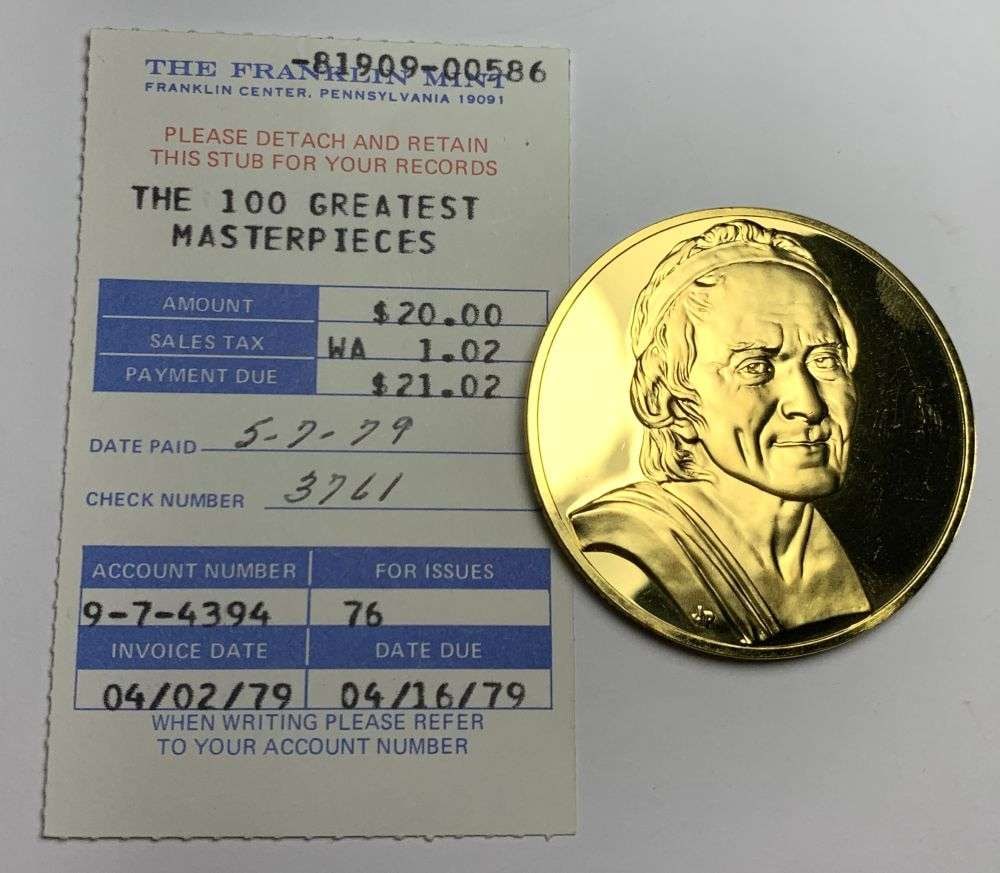 -81909-00586
THE FRANKLIN MINT
FRANKLIN CENTER, PENNSYLVANIA 19091
PLEASE DETACH AND RETAIN
THIS STUB FOR YOUR RECORDS
THE 100 GREATEST
MASTERPIECES
AMOUNT $20.00
SALES TAX WA 1.02
PAYMENT DUE $21.02
DATE PAID 5-7-79
CHECK NUMBER 3761
ACCOUNT NUMBER FOR ISSUES
9-7-4394 76
INVOICE DATE DATE DUE
04/02/79 04/16/79
WHEN WRITING PLEASE REFER
TO YOUR ACCOUNT NUMBER